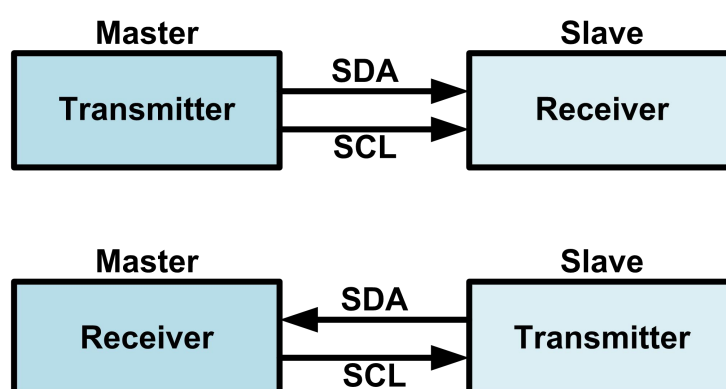 Master Slave
SDA
Transmitter Receiver
SCL
Master Slave
SDA
Receiver Transmitter
SCL